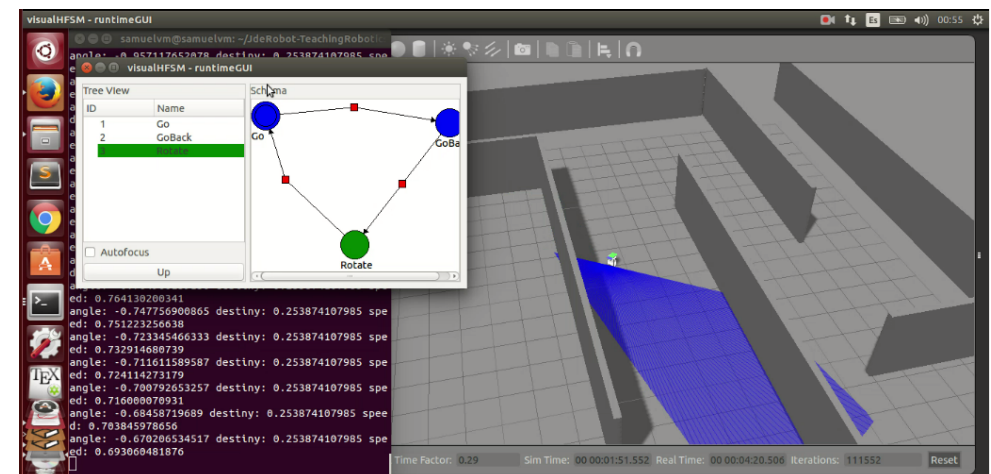 visualHFSM - runtimeGUI
Es
00:55
samuelvm@samuelvm: ~/JdeRobot-TeachingRobotic
angle: -0.957117652078 destiny: 0.253874107985 spe
visualHFSM - runtimeGUI
Tree View
Schema
ID Name
1 Go
2 GoBack
3 Rotate
Go
GoBa
Rotate
Autofocus
Up
ed: 0.764130200341
angle: -0.747756900865 destiny: 0.253874107985 spe
ed: 0.751223256638
angle: -0.723345466333 destiny: 0.253874107985 spe
ed: 0.732914680739
angle: -0.711611589587 destiny: 0.253874107985 spe
ed: 0.724114273179
angle: -0.700792653257 destiny: 0.253874107985 spe
ed: 0.716000070931
angle: -0.68458719689 destiny: 0.253874107985 spee
d: 0.703845978656
angle: -0.670206534517 destiny: 0.253874107985 spe
ed: 0.693060481876
TEX
Time Factor: 0.29 Sim Time: 00 00:01:51.552 Real Time: 00 00:04:20.506 Iterations: 111552 Reset